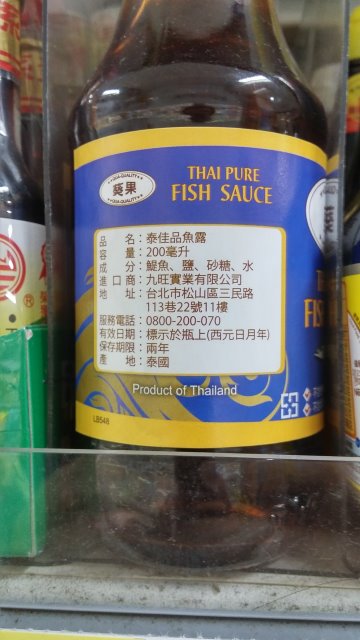 GOA-QUALITY
葵果
GOA-QUALITY
THAI PURE
FISH SAUCE
品 名：泰佳品魚露
容 量：200毫升
成 分：鯷魚、鹽、砂糖、水
進口商：九旺實業有限公司
地 址：台北市松山區三民路
113巷22號11樓
服務電話：0800-200-070
有效日期：標示於瓶上(西元日月年)
保存期限：兩年
產 地：泰國
Product of Thailand
LB548